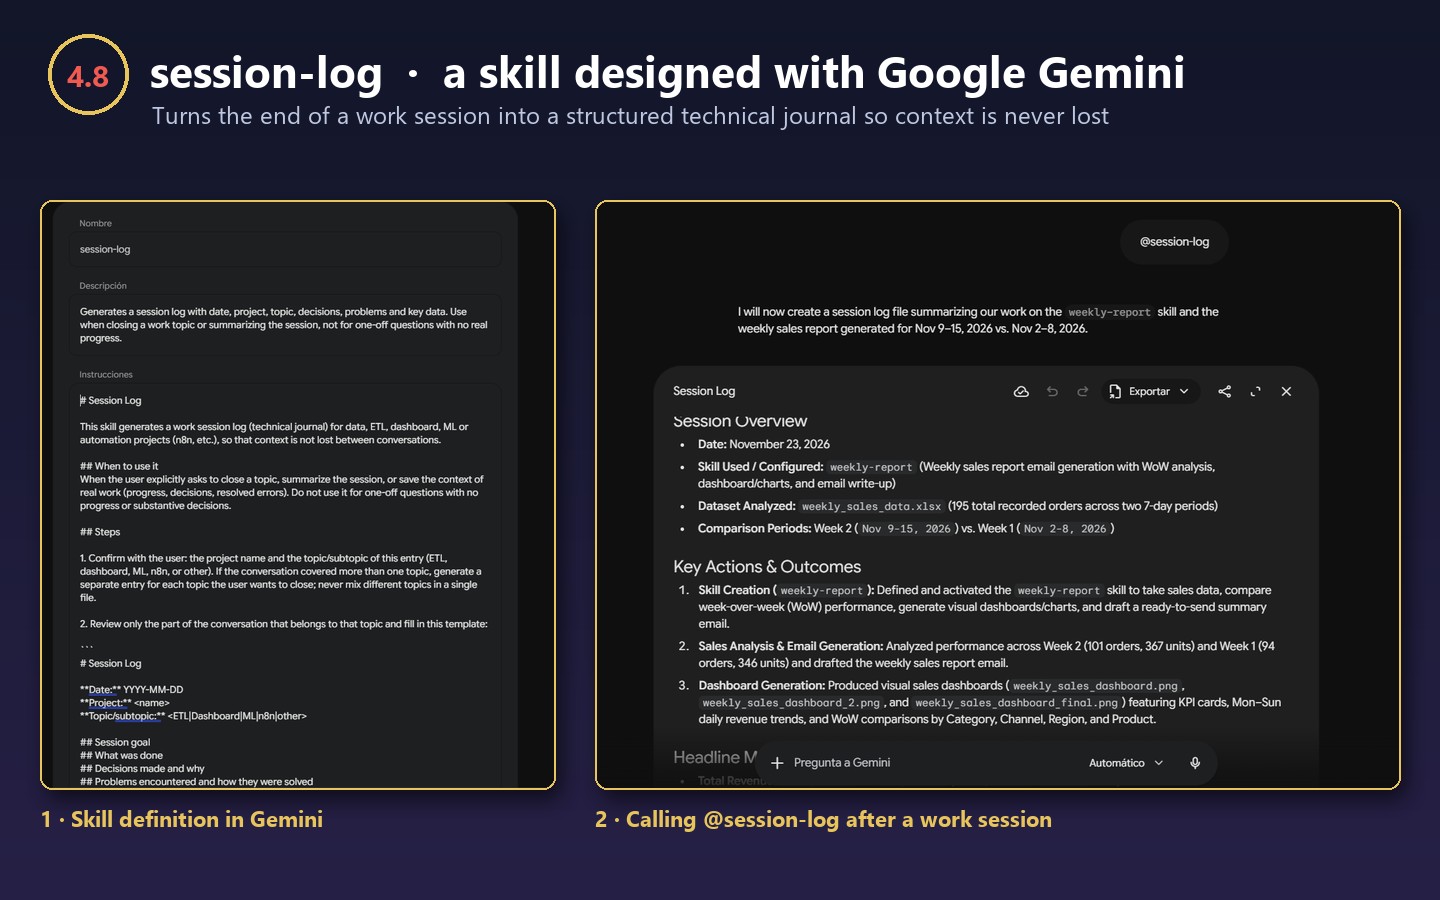 4.8
session-log · a skill designed with Google Gemini
Turns the end of a work session into a structured technical journal so context is never lost
Nombre
session-log
Descripción
Generates a session log with date, project, topic, decisions, problems and key data. Use
when closing a work topic or summarizing the session, not for one-off questions with no real
progress.
Instrucciones
# Session Log
This skill generates a work session log (technical journal) for data, ETL, dashboard, ML or
automation projects (n8n, etc.), so that context is not lost between conversations.
## When to use it
When the user explicitly asks to close a topic, summarize the session, or save the context of
real work (progress, decisions, resolved errors). Do not use it for one-off questions with no
progress or substantive decisions.
## Steps
1. Confirm with the user: the project name and the topic/subtopic of this entry (ETL,
dashboard, ML, n8n, or other). If the conversation covered more than one topic, generate a
separate entry for each topic the user wants to close; never mix different topics in a single
file.
2. Review only the part of the conversation that belongs to that topic and fill in this template:
```
# Session Log
**Date:** YYYY-MM-DD
**Project:** <name>
**Topic/subtopic:** <ETL|Dashboard|ML|n8n|other>
## Session goal
## What was done
## Decisions made and why
## Problems encountered and how they were solved
1 · Skill definition in Gemini
@session-log
I will now create a session log file summarizing our work on the weekly-report skill and the
weekly sales report generated for Nov 9–15, 2026 vs. Nov 2–8, 2026.
Session Log
Exportar
Session Overview
• Date: November 23, 2026
• Skill Used / Configured: weekly-report (Weekly sales report email generation with WoW analysis,
dashboard/charts, and email write-up)
• Dataset Analyzed: weekly_sales_data.xlsx (195 total recorded orders across two 7-day periods)
• Comparison Periods: Week 2 ( Nov 9-15, 2026 ) vs. Week 1 ( Nov 2-8, 2026 )
Key Actions & Outcomes
1. Skill Creation ( weekly-report ): Defined and activated the weekly-report skill to take sales data, compare
week-over-week (WoW) performance, generate visual dashboards/charts, and draft a ready-to-send summary
email.
2. Sales Analysis & Email Generation: Analyzed performance across Week 2 (101 orders, 367 units) and Week 1 (94
orders, 346 units) and drafted the weekly sales report email.
3. Dashboard Generation: Produced visual sales dashboards ( weekly_sales_dashboard.png ,
weekly_sales_dashboard_2.png , and weekly_sales_dashboard_final.png ) featuring KPI cards, Mon–Sun
daily revenue trends, and WoW comparisons by Category, Channel, Region, and Product.
Headline M
• Total Revenu
Pregunta a Gemini
Automático
2 · Calling @session-log after a work session